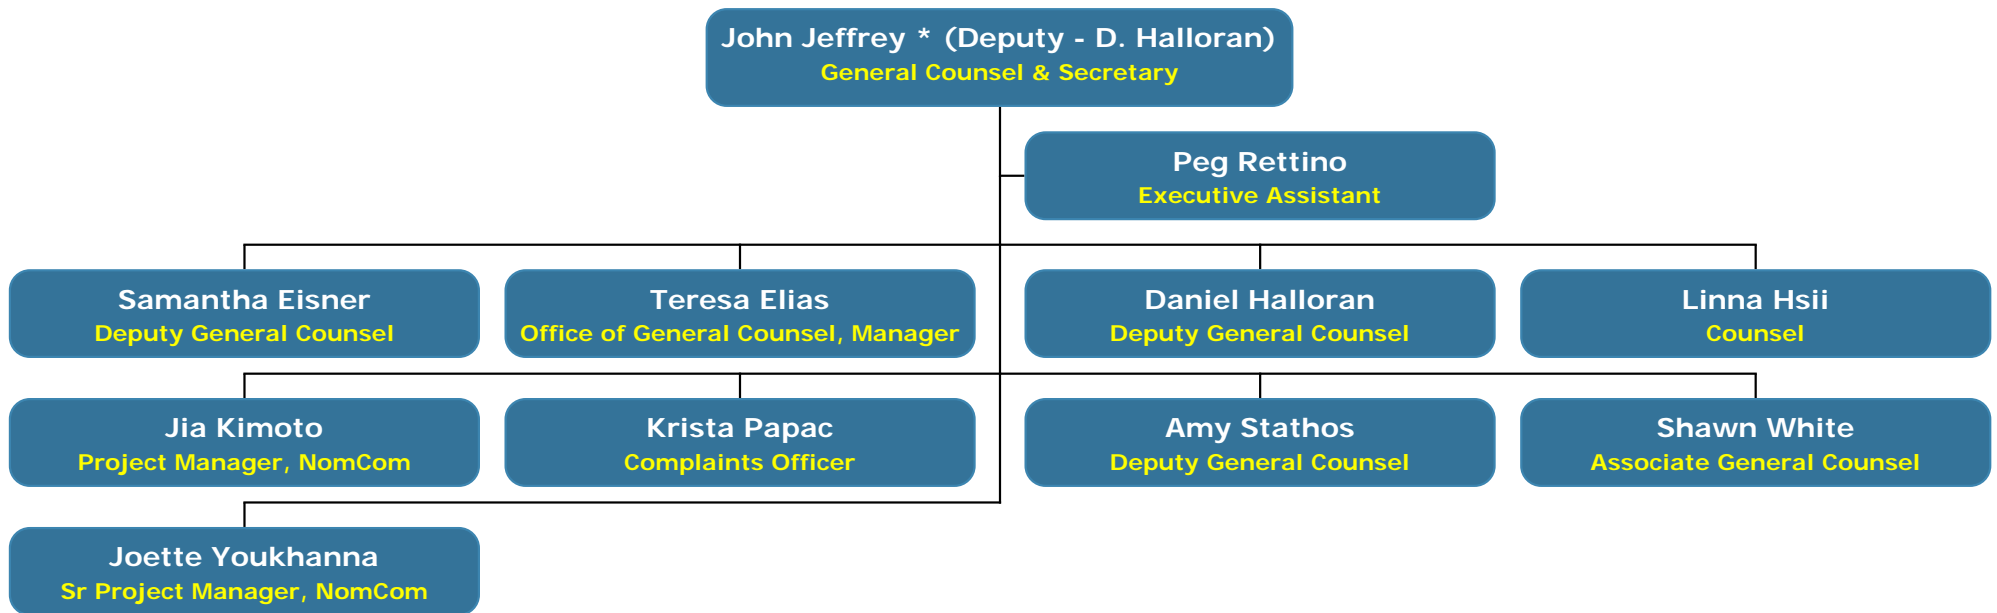 John Jeffrey * (Deputy - D. Halloran)
General Counsel & Secretary
Peg Rettino
Executive Assistant
Samantha Eisner
Deputy General Counsel
Teresa Elias
Office of General Counsel, Manager
Daniel Halloran
Deputy General Counsel
Linna Hsii
Counsel
Jia Kimoto
Project Manager, NomCom
Krista Papac
Complaints Officer
Amy Stathos
Deputy General Counsel
Shawn White
Associate General Counsel
Joette Youkhanna
Sr Project Manager, NomCom